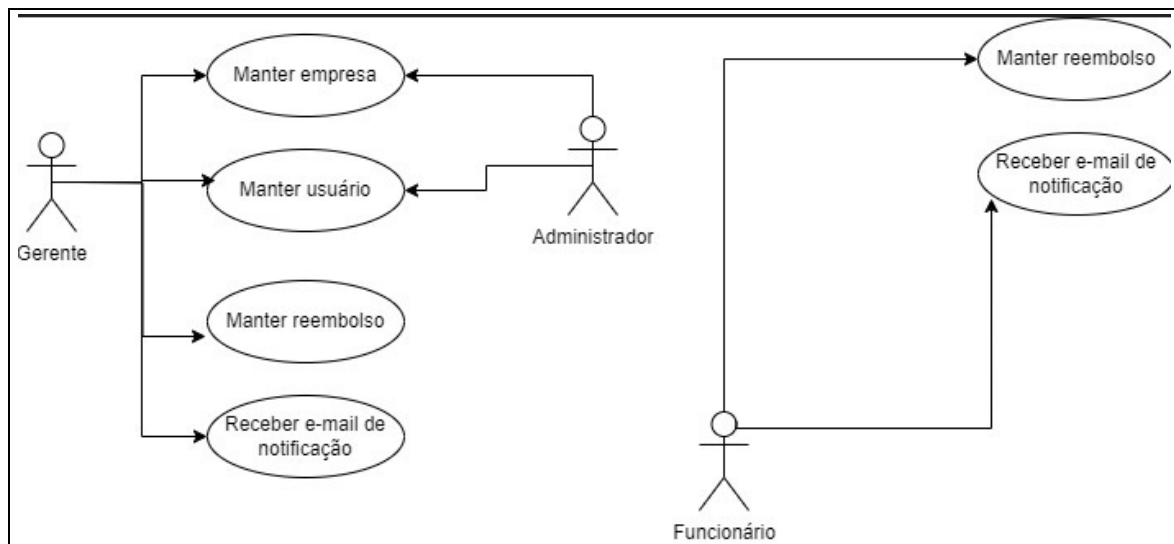 Manter empresa
Manter usuário
Gerente
Administrador
Manter reembolso
Receber e-mail de
notificação
Manter reembolso
Receber e-mail de
notificação
Funcionário